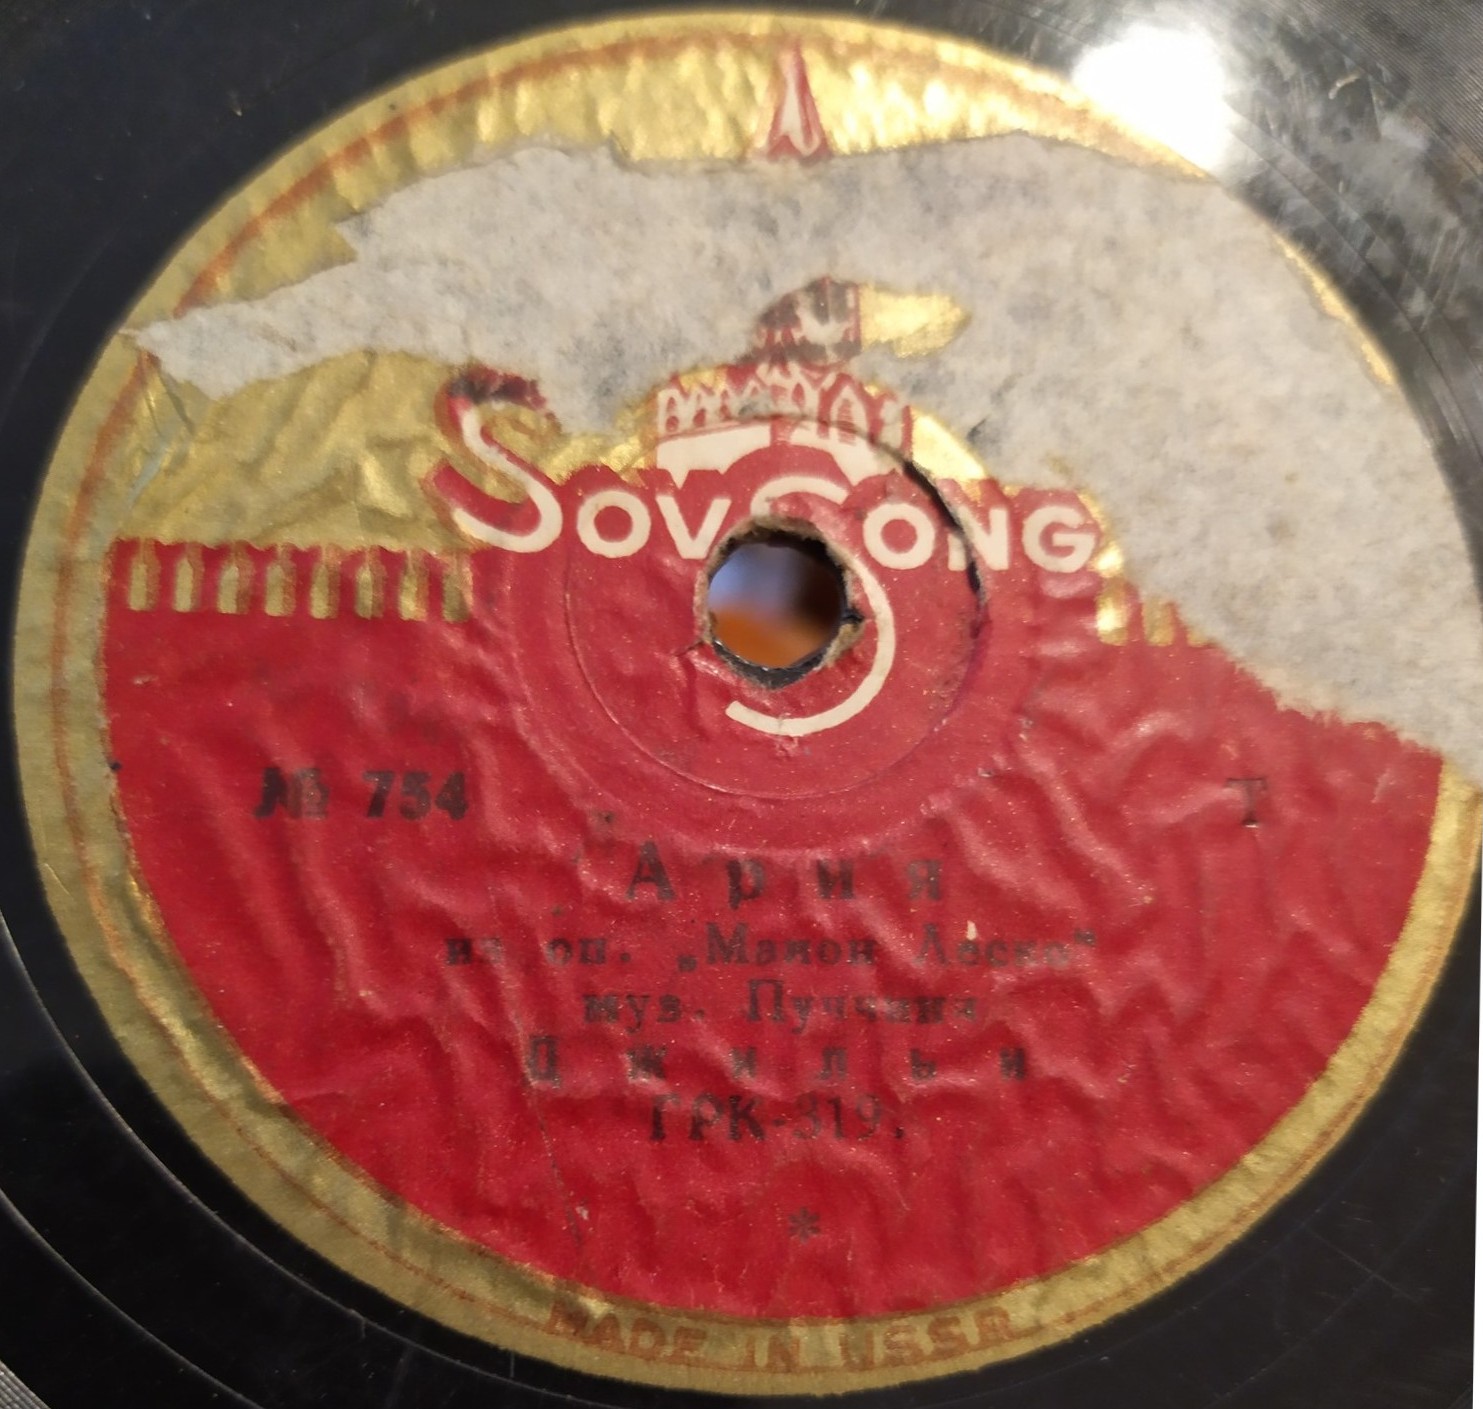 SovSong
№ 754
Т
Ария
из оп. „Манон Леско"
муз. Пуччини
Джильи
ГРК-319.
*
MADE IN USSR